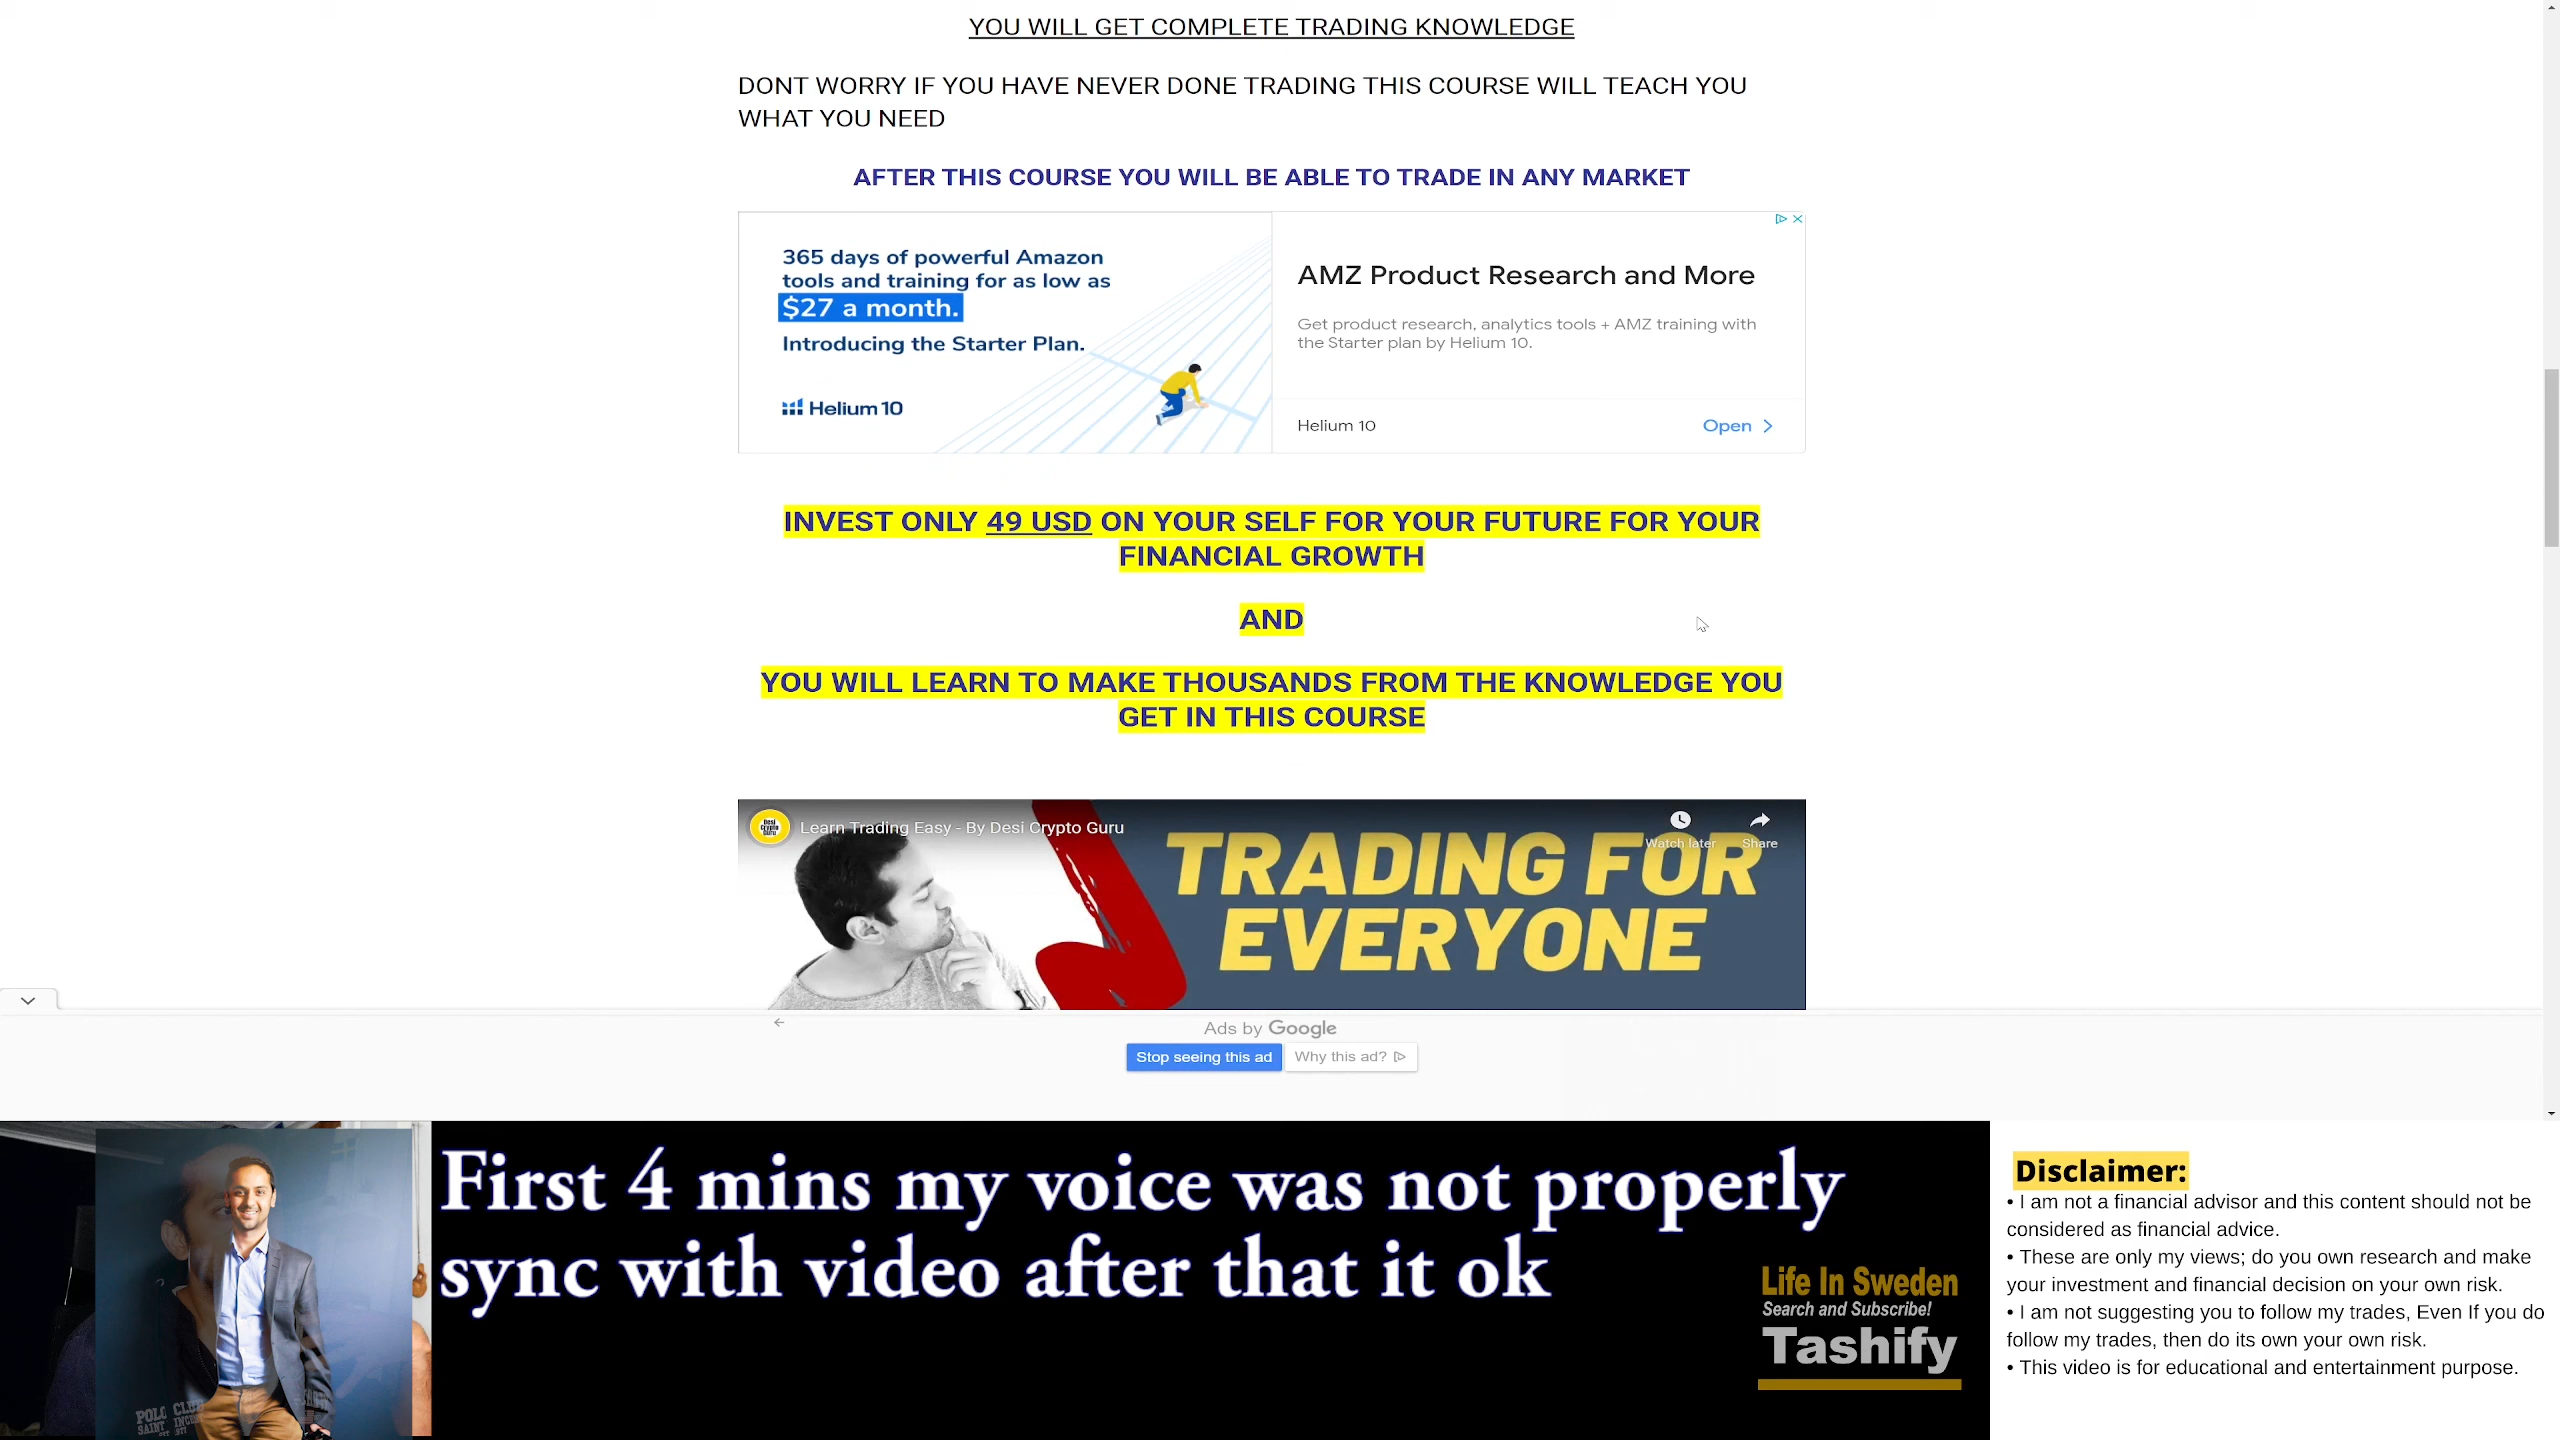 YOU WILL GET COMPLETE TRADING KNOWLEDGE
DONT WORRY IF YOU HAVE NEVER DONE TRADING THIS COURSE WILL TEACH YOU
WHAT YOU NEED
AFTER THIS COURSE YOU WILL BE ABLE TO TRADE IN ANY MARKET
365 days of powerful Amazon
tools and training for as low as
$27 a month.
Introducing the Starter Plan.
Helium 10
AMZ Product Research and More
Get product research, analytics tools + AMZ training with
the Starter plan by Helium 10.
Helium 10
Open
INVEST ONLY 49 USD ON YOUR SELF FOR YOUR FUTURE FOR YOUR
FINANCIAL GROWTH
AND
YOU WILL LEARN TO MAKE THOUSANDS FROM THE KNOWLEDGE YOU
GET IN THIS COURSE
Desi
Crypto
Guru
Learn Trading Easy - By Desi Crypto Guru
Watch later
Share
TRADING FOR
EVERYONE
Ads by Google
Stop seeing this ad
Why this ad?
First 4 mins my voice was not properly
sync with video after that it ok
Life In Sweden
Search and Subscribe!
Tashify
POLO CLUB
SAINT
Disclaimer:
• I am not a financial advisor and this content should not be
considered as financial advice.
• These are only my views; do you own research and make
your investment and financial decision on your own risk.
• I am not suggesting you to follow my trades, Even If you do
follow my trades, then do its own your own risk.
• This video is for educational and entertainment purpose.